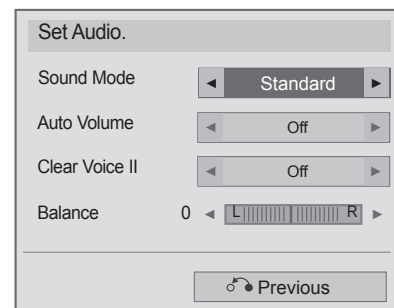 Set Audio.
Sound Mode ◄ Standard ►
Auto Volume ◄ Off ►
Clear Voice II ◄ Off ►
Balance 0 ◄ L R ►
Previous